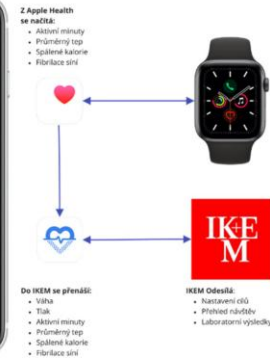 Z Apple Health
se načítá:
• Aktivní minuty
• Průměrný tep
• Spálené kalorie
• Fibrilace síní
IKE
M
Do IKEM se přenáší:
• Váha
• Tlak
• Aktivní minuty
• Průměrný tep
• Spálené kalorie
• Fibrilace síní
IKEM Odesílá:
• Nastavení cílů
• Přehled návštěv
• Laboratorní výsledky